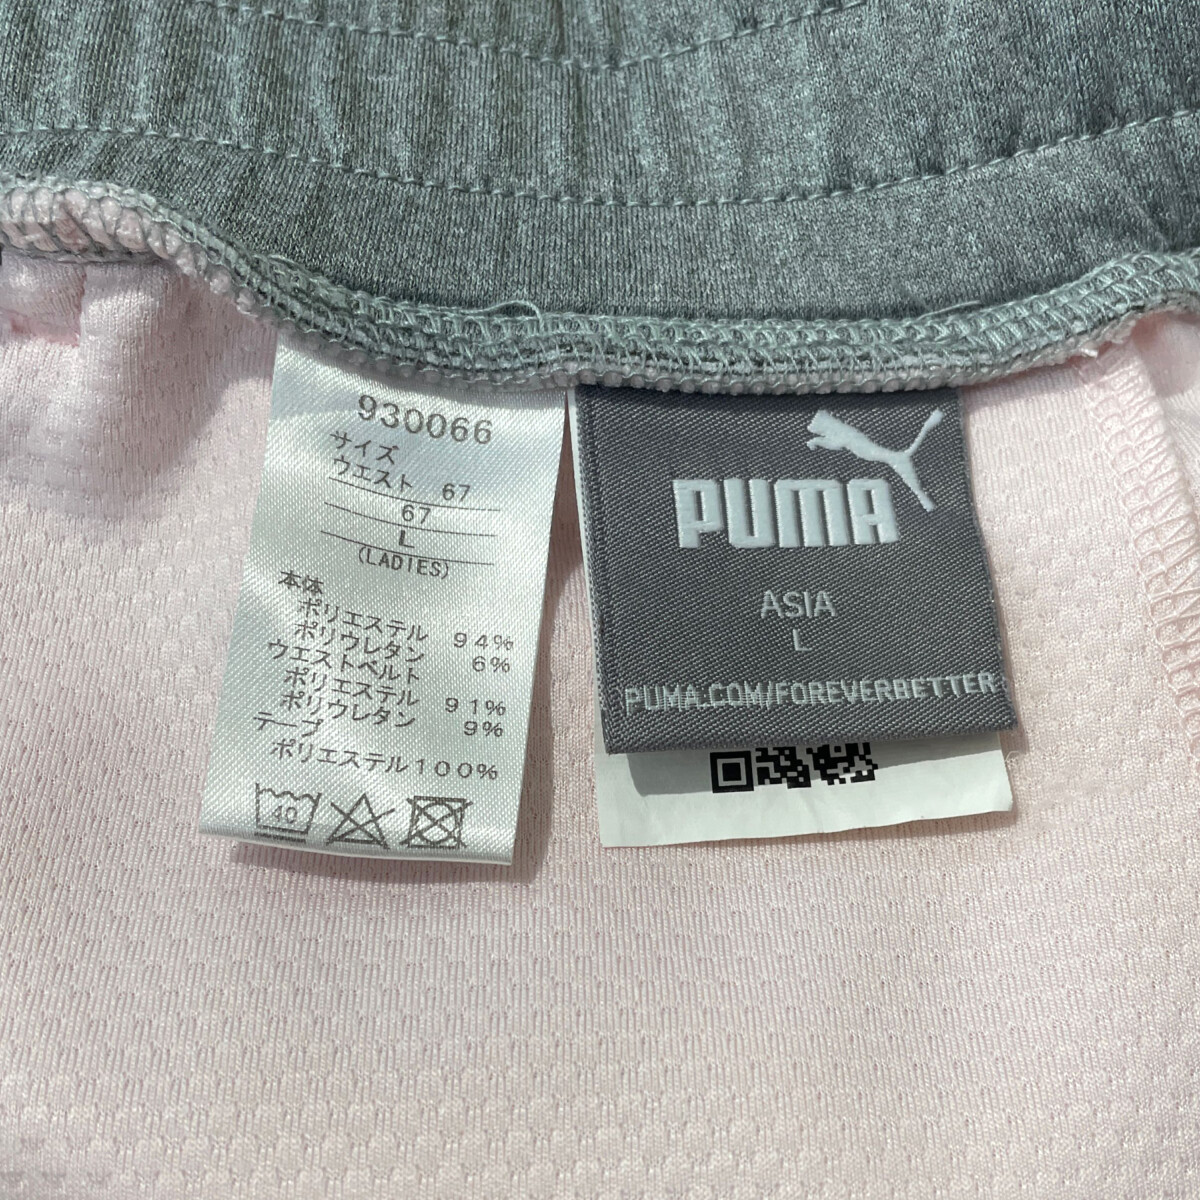 930066
サイズ
ウエスト 67
67
L
(LADIES)
本体
ポリエステル 94%
ポリウレタン 6%
ウエストベルト
ポリエステル 91%
ポリウレタン 9%
テープ
ポリエステル100%
40
PUMA
ASIA
L
PUMA.COM/FOREVERBETTER